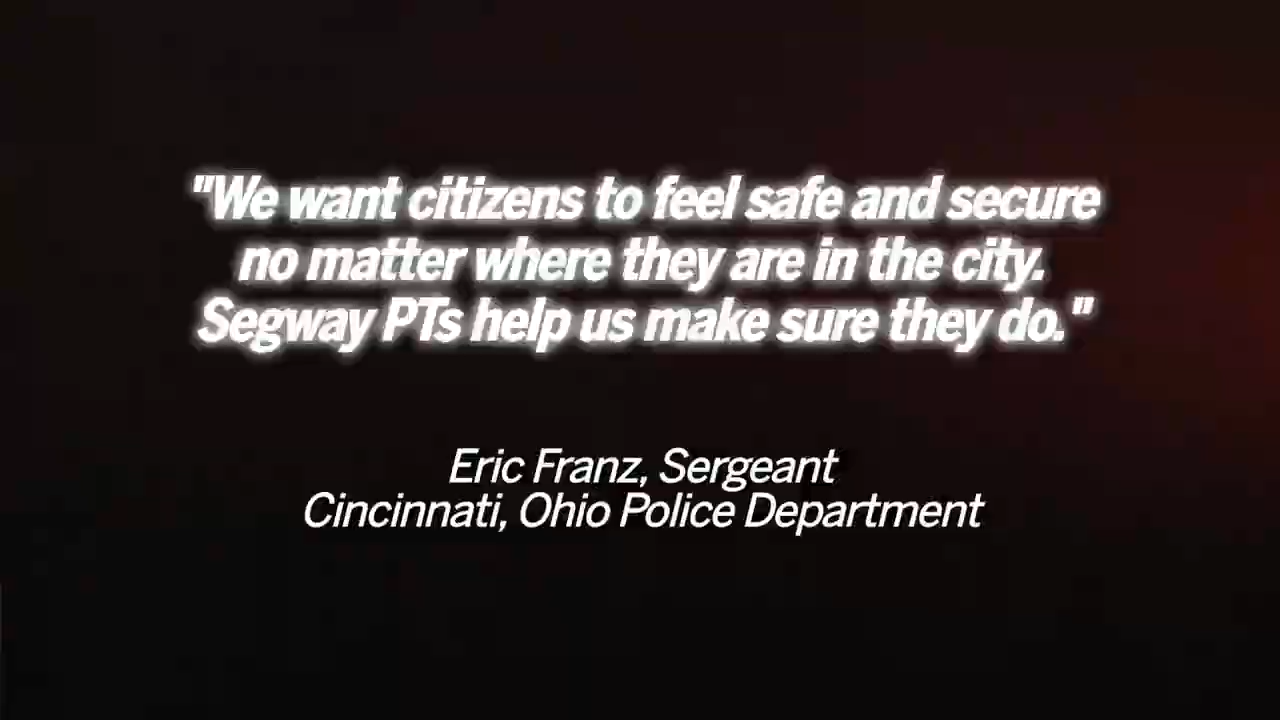 "We want citizens to feel safe and secure
no matter where they are in the city.
Segway PTs help us make sure they do."
Eric Franz, Sergeant
Cincinnati, Ohio Police Department